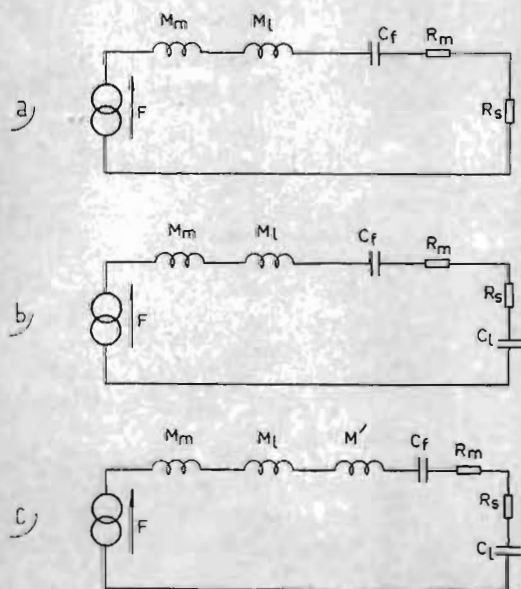 Mm Ml Cf Rm
a) F Rs
Mm Ml Cf Rm
b) F Rs
Cl
Mm Ml M' Cf Rm
c) F Rs
Cl